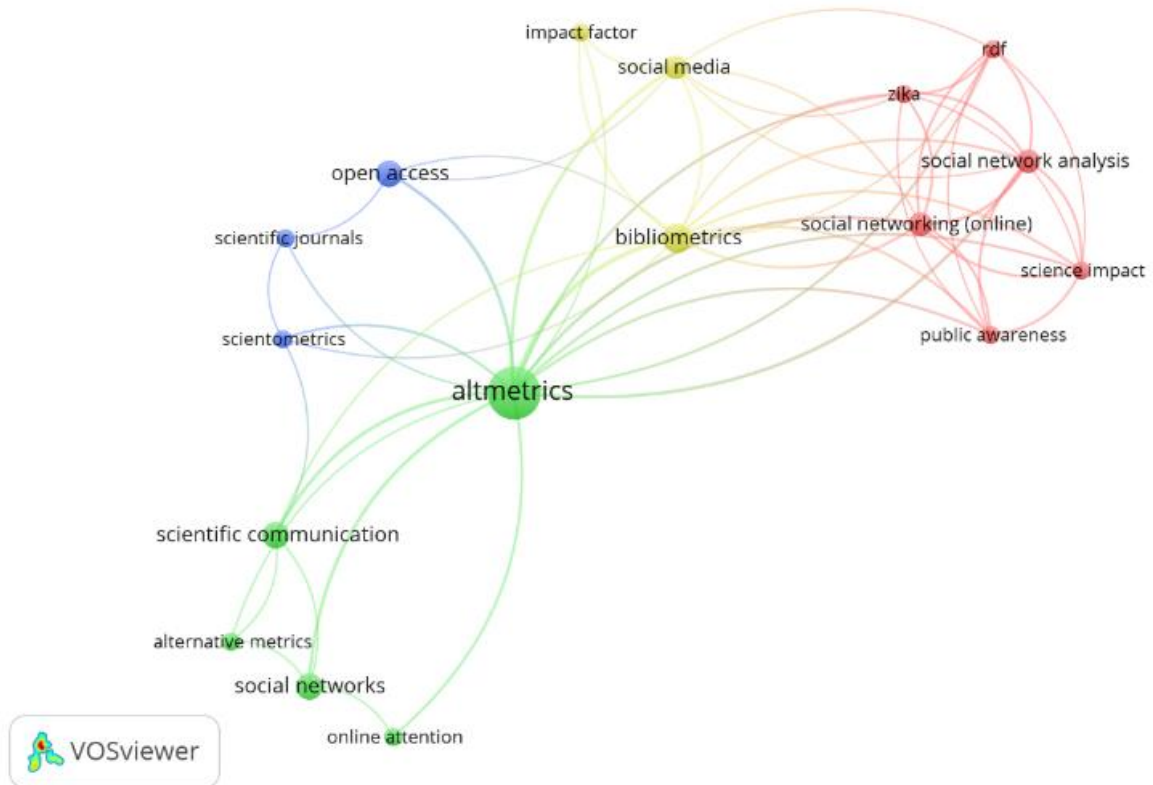 impact factor
social media
rdf
zika
social network analysis
open access
social networking (online)
scientific journals
bibliometrics
science impact
scientometrics
public awareness
altmetrics
scientific communication
alternative metrics
social networks
online attention
VOSviewer